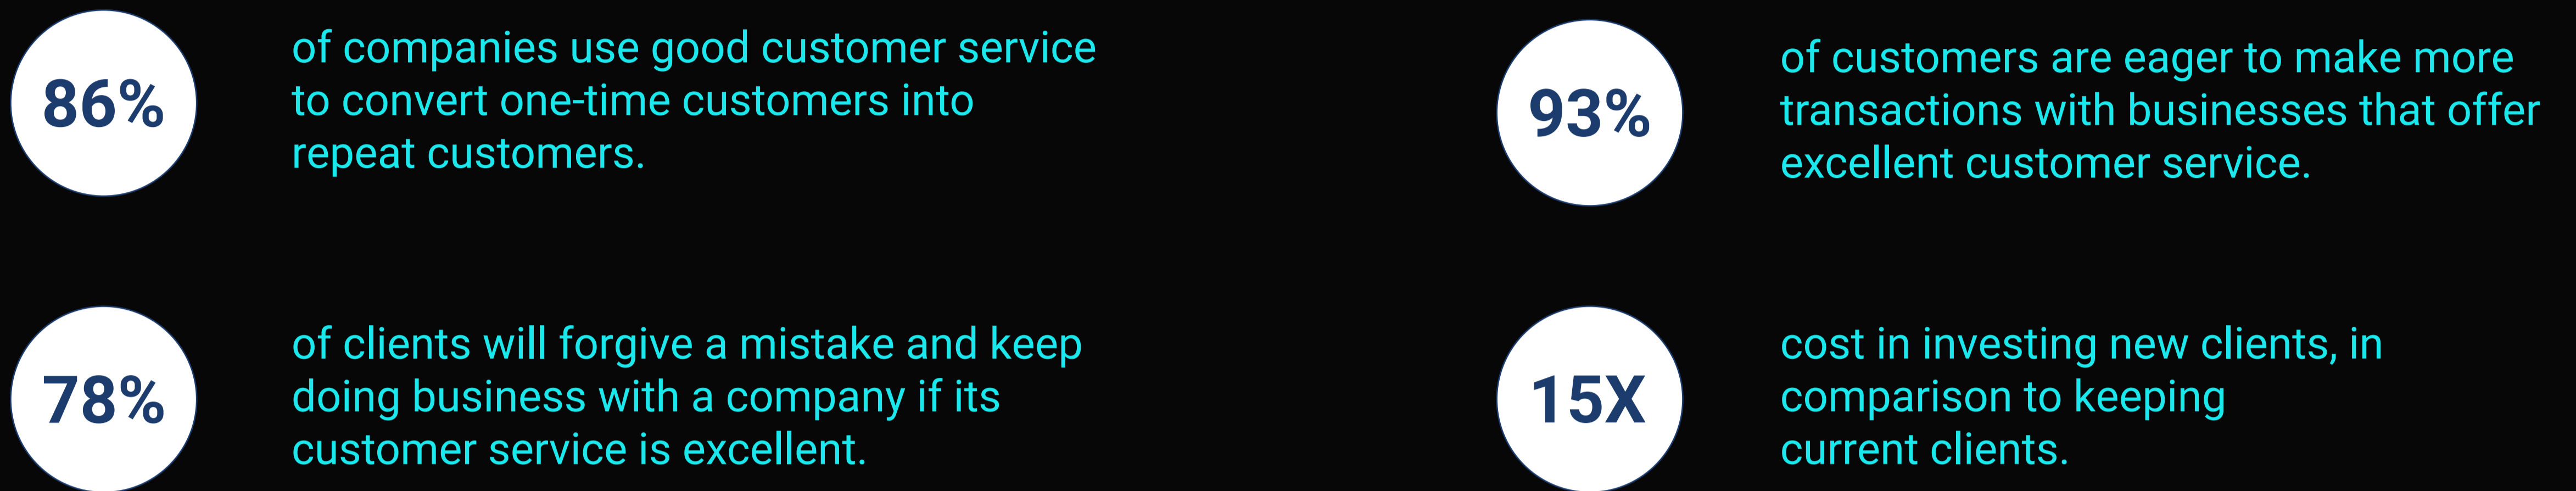 86%
of companies use good customer service
to convert one-time customers into
repeat customers.
93%
of customers are eager to make more
transactions with businesses that offer
excellent customer service.
78%
of clients will forgive a mistake and keep
doing business with a company if its
customer service is excellent.
15X
cost in investing new clients, in
comparison to keeping
current clients.